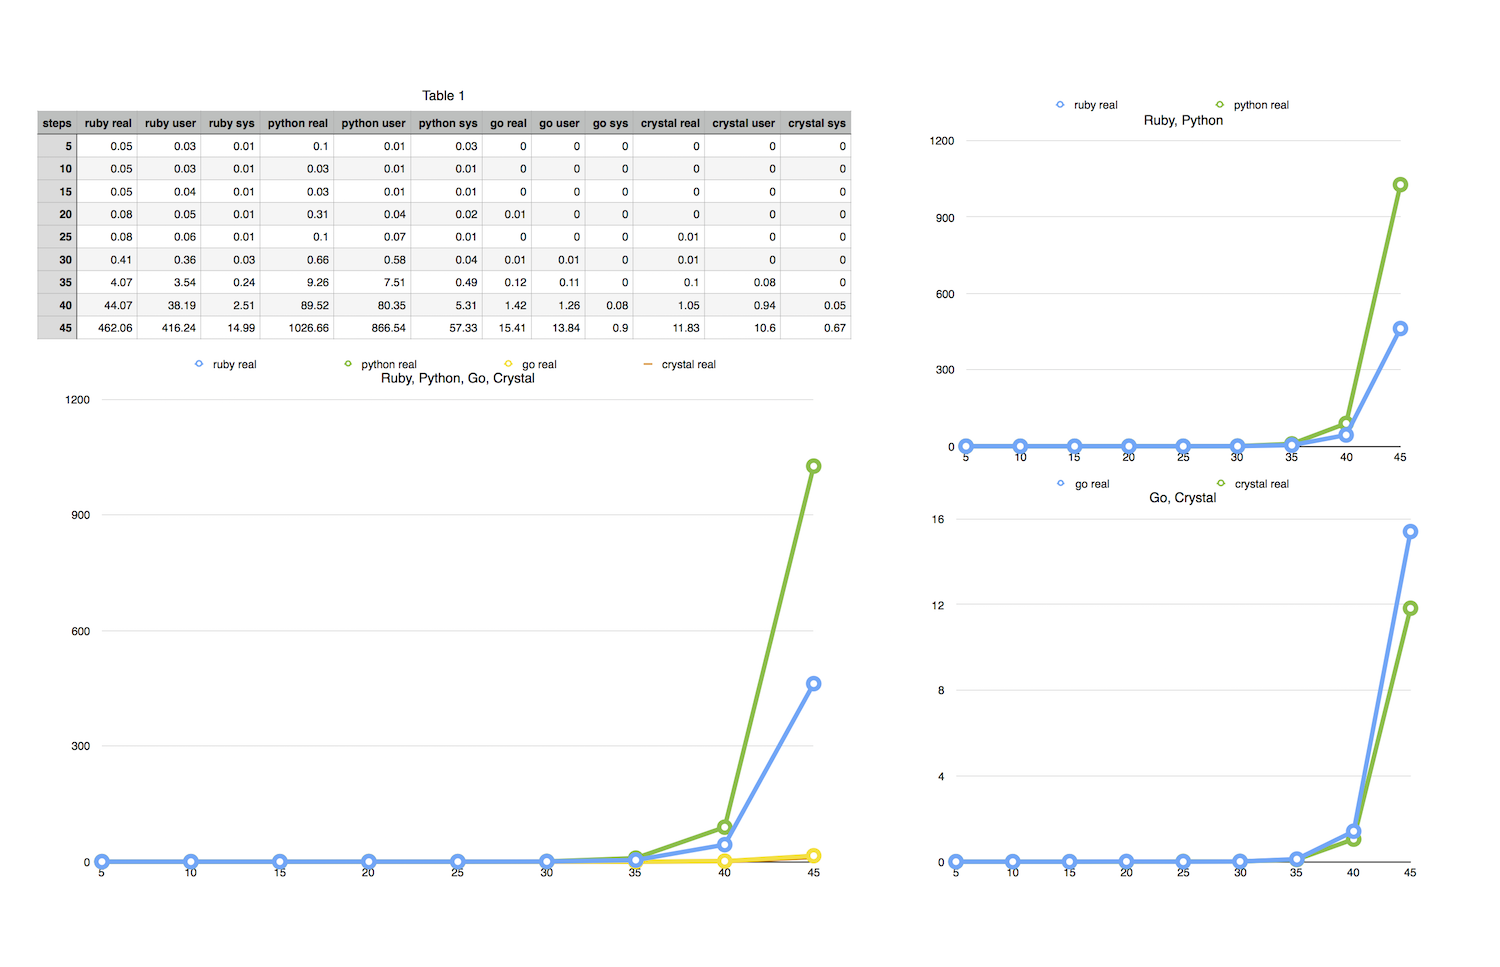 Table 1
steps ruby real ruby user ruby sys python real python user python sys go real go user go sys crystal real crystal user crystal sys
5 0.05 0.03 0.01 0.1 0.01 0.03 0 0 0 0 0 0
10 0.05 0.03 0.01 0.03 0.01 0.01 0 0 0 0 0 0
15 0.05 0.04 0.01 0.03 0.01 0.01 0 0 0 0 0 0
20 0.08 0.05 0.01 0.31 0.04 0.02 0.01 0 0 0 0 0
25 0.08 0.06 0.01 0.1 0.07 0.01 0 0 0 0.01 0 0
30 0.41 0.36 0.03 0.66 0.58 0.04 0.01 0.01 0 0.01 0 0
35 4.07 3.54 0.24 9.26 7.51 0.49 0.12 0.11 0 0.1 0.08 0
40 44.07 38.19 2.51 89.52 80.35 5.31 1.42 1.26 0.08 1.05 0.94 0.05
45 462.06 416.24 14.99 1026.66 866.54 57.33 15.41 13.84 0.9 11.83 10.6 0.67
ruby real python real go real crystal real
Ruby, Python, Go, Crystal
1200
900
600
300
0
5 10 15 20 25 30 35 40 45
ruby real python real
Ruby, Python
1200
900
600
300
0
5 10 15 20 25 30 35 40 45
go real crystal real
Go, Crystal
16
12
8
4
0
5 10 15 20 25 30 35 40 45